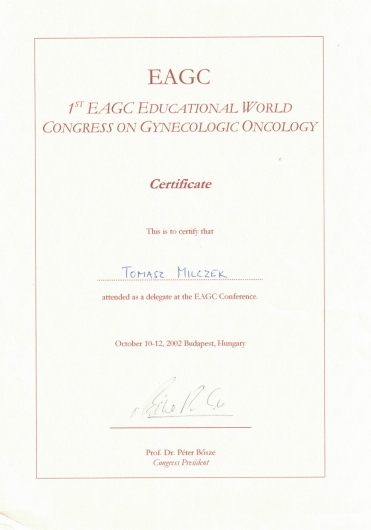 EAGC
1ST EAGC EDUCATIONAL WORLD
CONGRESS ON GYNECOLOGIC ONCOLOGY
Certificate
This is to certify that
TOMASZ MILCZEK
attended as a delegate at the EAGC Conference.
October 10-12, 2002 Budapest, Hungary
Prof. Dr. Péter Bősze
Congress President